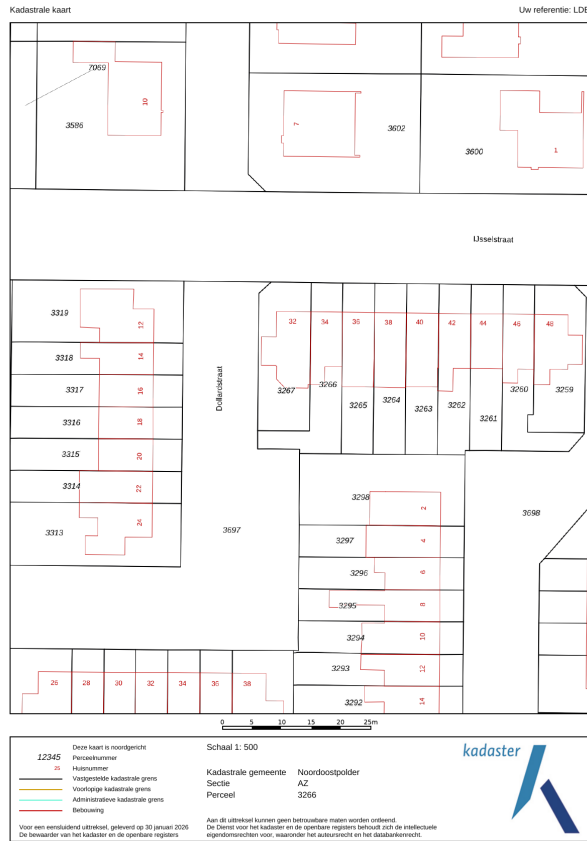 Kadastrale kaart
Uw referentie: LDE
7069
3586
10
7
3602
3600
1
IJsselstraat
3319
12
3318
14
3317
16
3316
18
3315
20
3314
22
3313
24
Dollardstraat
32
34
36
38
40
42
44
46
48
3267
3266
3265
3264
3263
3262
3261
3260
3259
3697
3698
3298
2
3297
4
3296
6
3295
8
3294
10
3293
12
3292
14
26
28
30
32
34
36
38
0 5 10 15 20 25m
Deze kaart is noordgericht
12345 Perceelnummer
25 Huisnummer
Vastgestelde kadastrale grens
Voorlopige kadastrale grens
Administratieve kadastrale grens
Bebouwing
Voor een eensluidend uittreksel, geleverd op 30 januari 2026
De bewaarder van het kadaster en de openbare registers
Schaal 1: 500
Kadastrale gemeente Noordoostpolder
Sectie AZ
Perceel 3266
Aan dit uittreksel kunnen geen betrouwbare maten worden ontleend.
De Dienst voor het kadaster en de openbare registers behoudt zich de intellectuele
eigendomsrechten voor, waaronder het auteursrecht en het databankenrecht.
kadaster